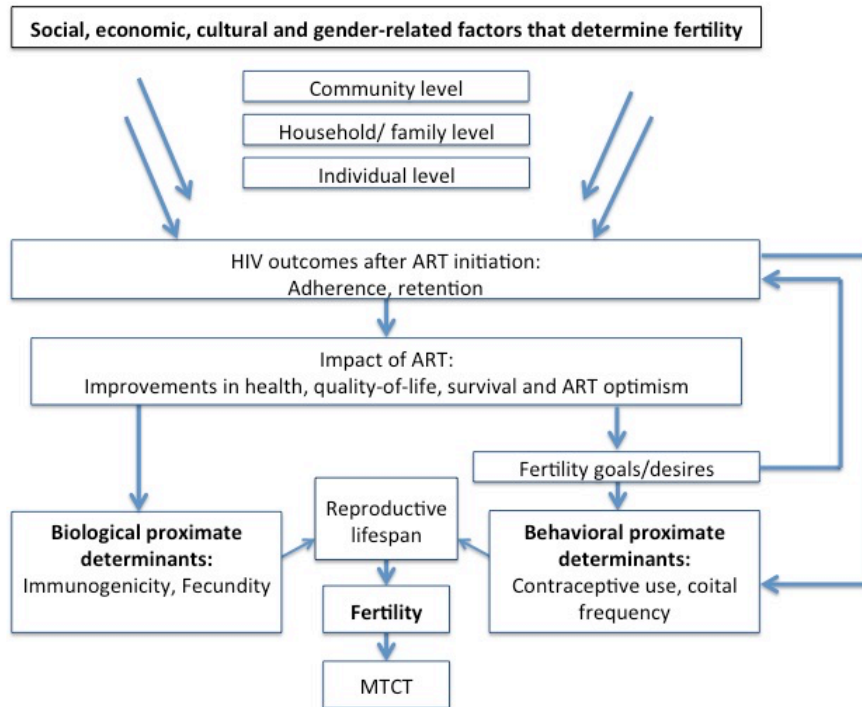 Social, economic, cultural and gender-related factors that determine fertility
Community level
Household/ family level
Individual level
HIV outcomes after ART initiation:
Adherence, retention
Impact of ART:
Improvements in health, quality-of-life, survival and ART optimism
Fertility goals/desires
Biological proximate
determinants:
Immunogenicity, Fecundity
Reproductive
lifespan
Behavioral proximate
determinants:
Contraceptive use, coital
frequency
Fertility
MTCT